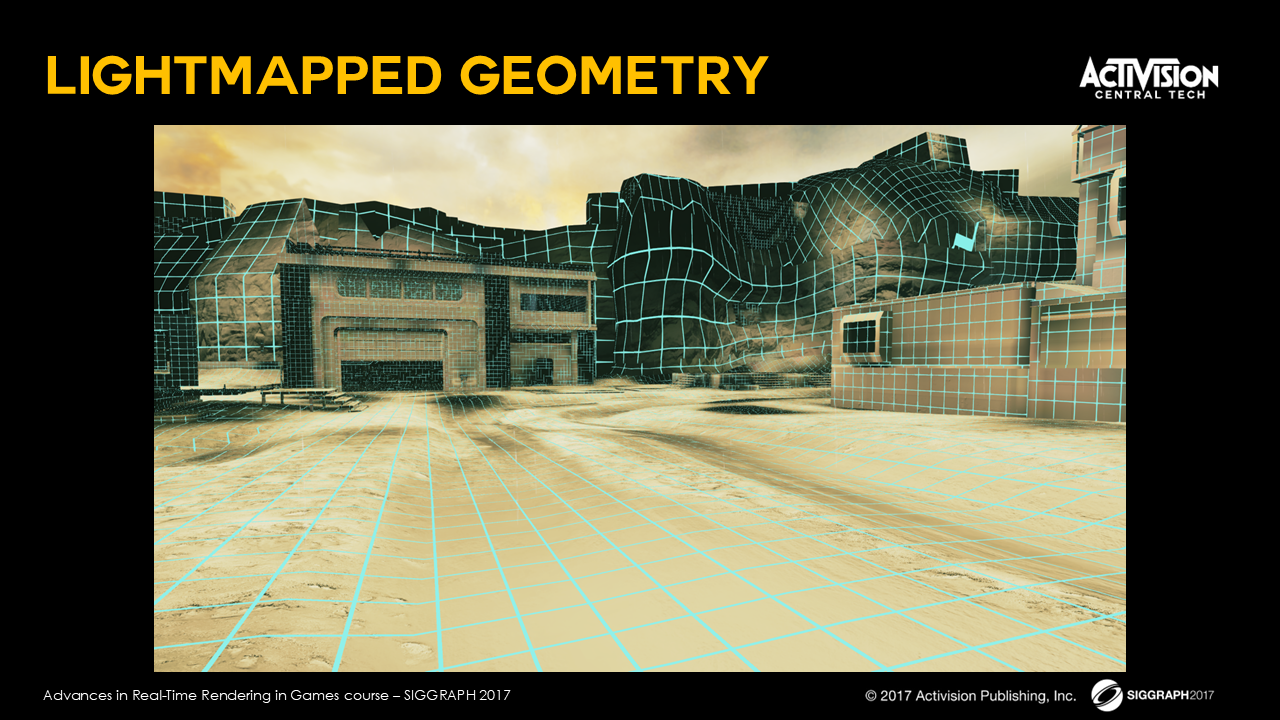 LIGHTMAPPED GEOMETRY
ACTIVISION
CENTRAL TECH
Advances in Real-Time Rendering in Games course – SIGGRAPH 2017
© 2017 Activision Publishing, Inc.
SIGGRAPH2017